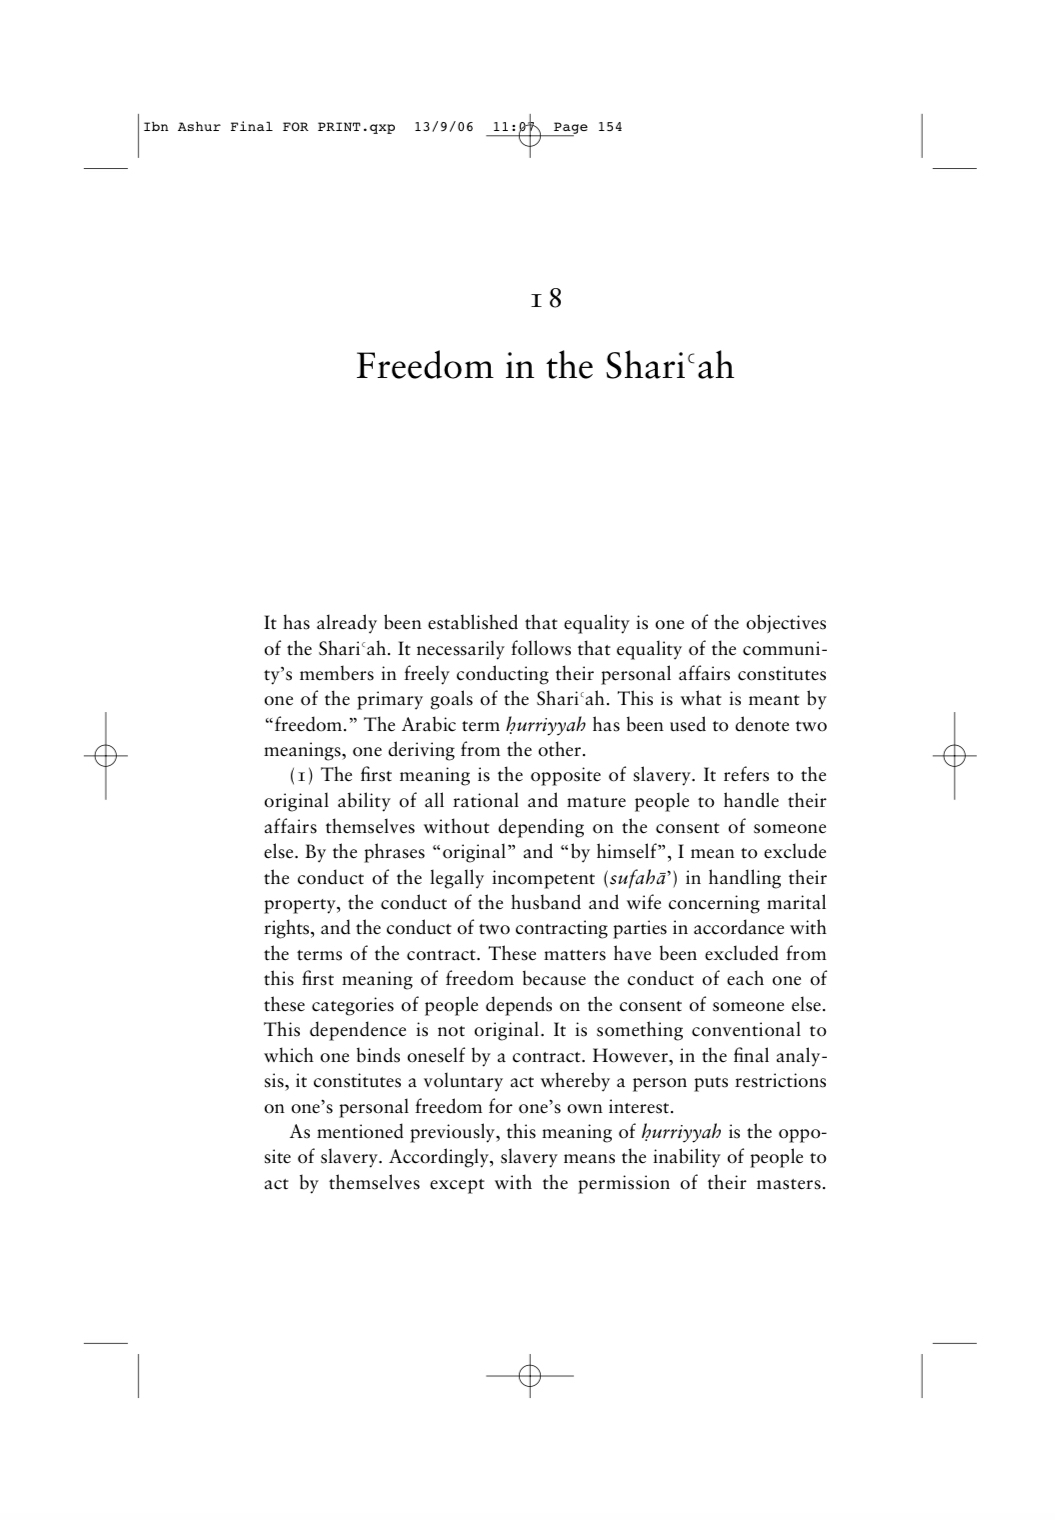 Ibn Ashur Final FOR PRINT.qxp 13/9/06 11:07 Page 154
18
Freedom in the Shariʿah
It has already been established that equality is one of the objectives
of the Shariʿah. It necessarily follows that equality of the communi-
ty’s members in freely conducting their personal affairs constitutes
one of the primary goals of the Shariʿah. This is what is meant by
“freedom.” The Arabic term ḥurriyyah has been used to denote two
meanings, one deriving from the other.
(1) The first meaning is the opposite of slavery. It refers to the
original ability of all rational and mature people to handle their
affairs themselves without depending on the consent of someone
else. By the phrases “original” and “by himself”, I mean to exclude
the conduct of the legally incompetent (sufahā’) in handling their
property, the conduct of the husband and wife concerning marital
rights, and the conduct of two contracting parties in accordance with
the terms of the contract. These matters have been excluded from
this first meaning of freedom because the conduct of each one of
these categories of people depends on the consent of someone else.
This dependence is not original. It is something conventional to
which one binds oneself by a contract. However, in the final analy-
sis, it constitutes a voluntary act whereby a person puts restrictions
on one’s personal freedom for one’s own interest.
As mentioned previously, this meaning of ḥurriyyah is the oppo-
site of slavery. Accordingly, slavery means the inability of people to
act by themselves except with the permission of their masters.